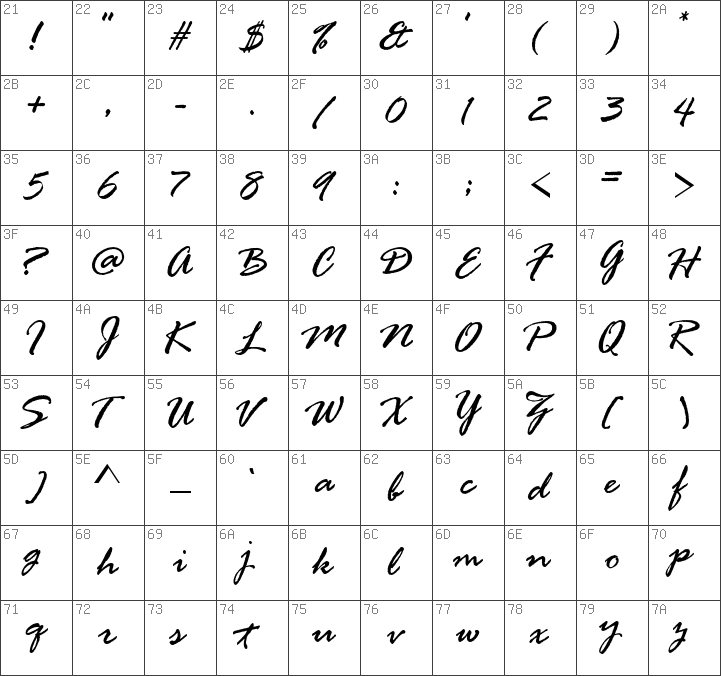 21 22 23 24 25 26 27 28 29 2A
! " # $ % & ' ( ) *
2B 2C 2D 2E 2F 30 31 32 33 34
+ , - . / 0 1 2 3 4
35 36 37 38 39 3A 3B 3C 3D 3E
5 6 7 8 9 : ; < = >
3F 40 41 42 43 44 45 46 47 48
? @ A B C D E F G H
49 4A 4B 4C 4D 4E 4F 50 51 52
I J K L M N O P Q R
53 54 55 56 57 58 59 5A 5B 5C
S T U V W X Y Z [ \
5D 5E 5F 60 61 62 63 64 65 66
] ^ _ ` a b c d e f
67 68 69 6A 6B 6C 6D 6E 6F 70
g h i j k l m n o p
71 72 73 74 75 76 77 78 79 7A
q r s t u v w x y z